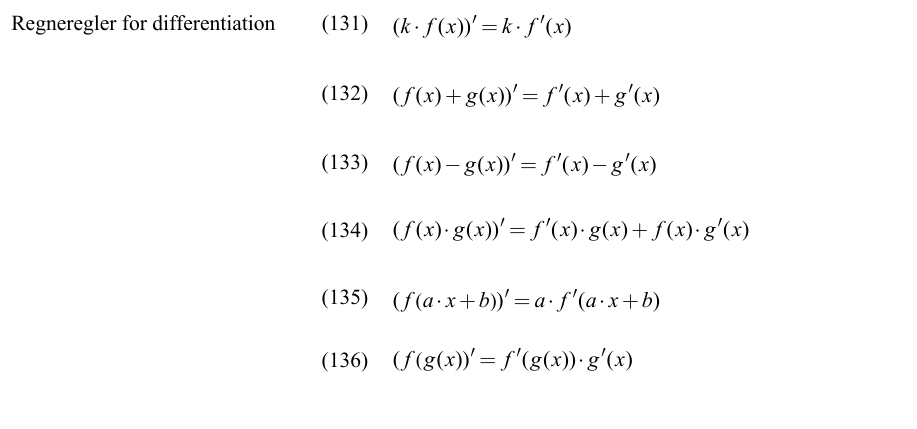 Regneregler for differentiation (131) (k · f(x))′ = k · f′(x)
(132) (f(x) + g(x))′ = f′(x) + g′(x)
(133) (f(x) − g(x))′ = f′(x) − g′(x)
(134) (f(x) · g(x))′ = f′(x) · g(x) + f(x) · g′(x)
(135) (f(a · x + b))′ = a · f′(a · x + b)
(136) (f(g(x))′ = f′(g(x)) · g′(x)